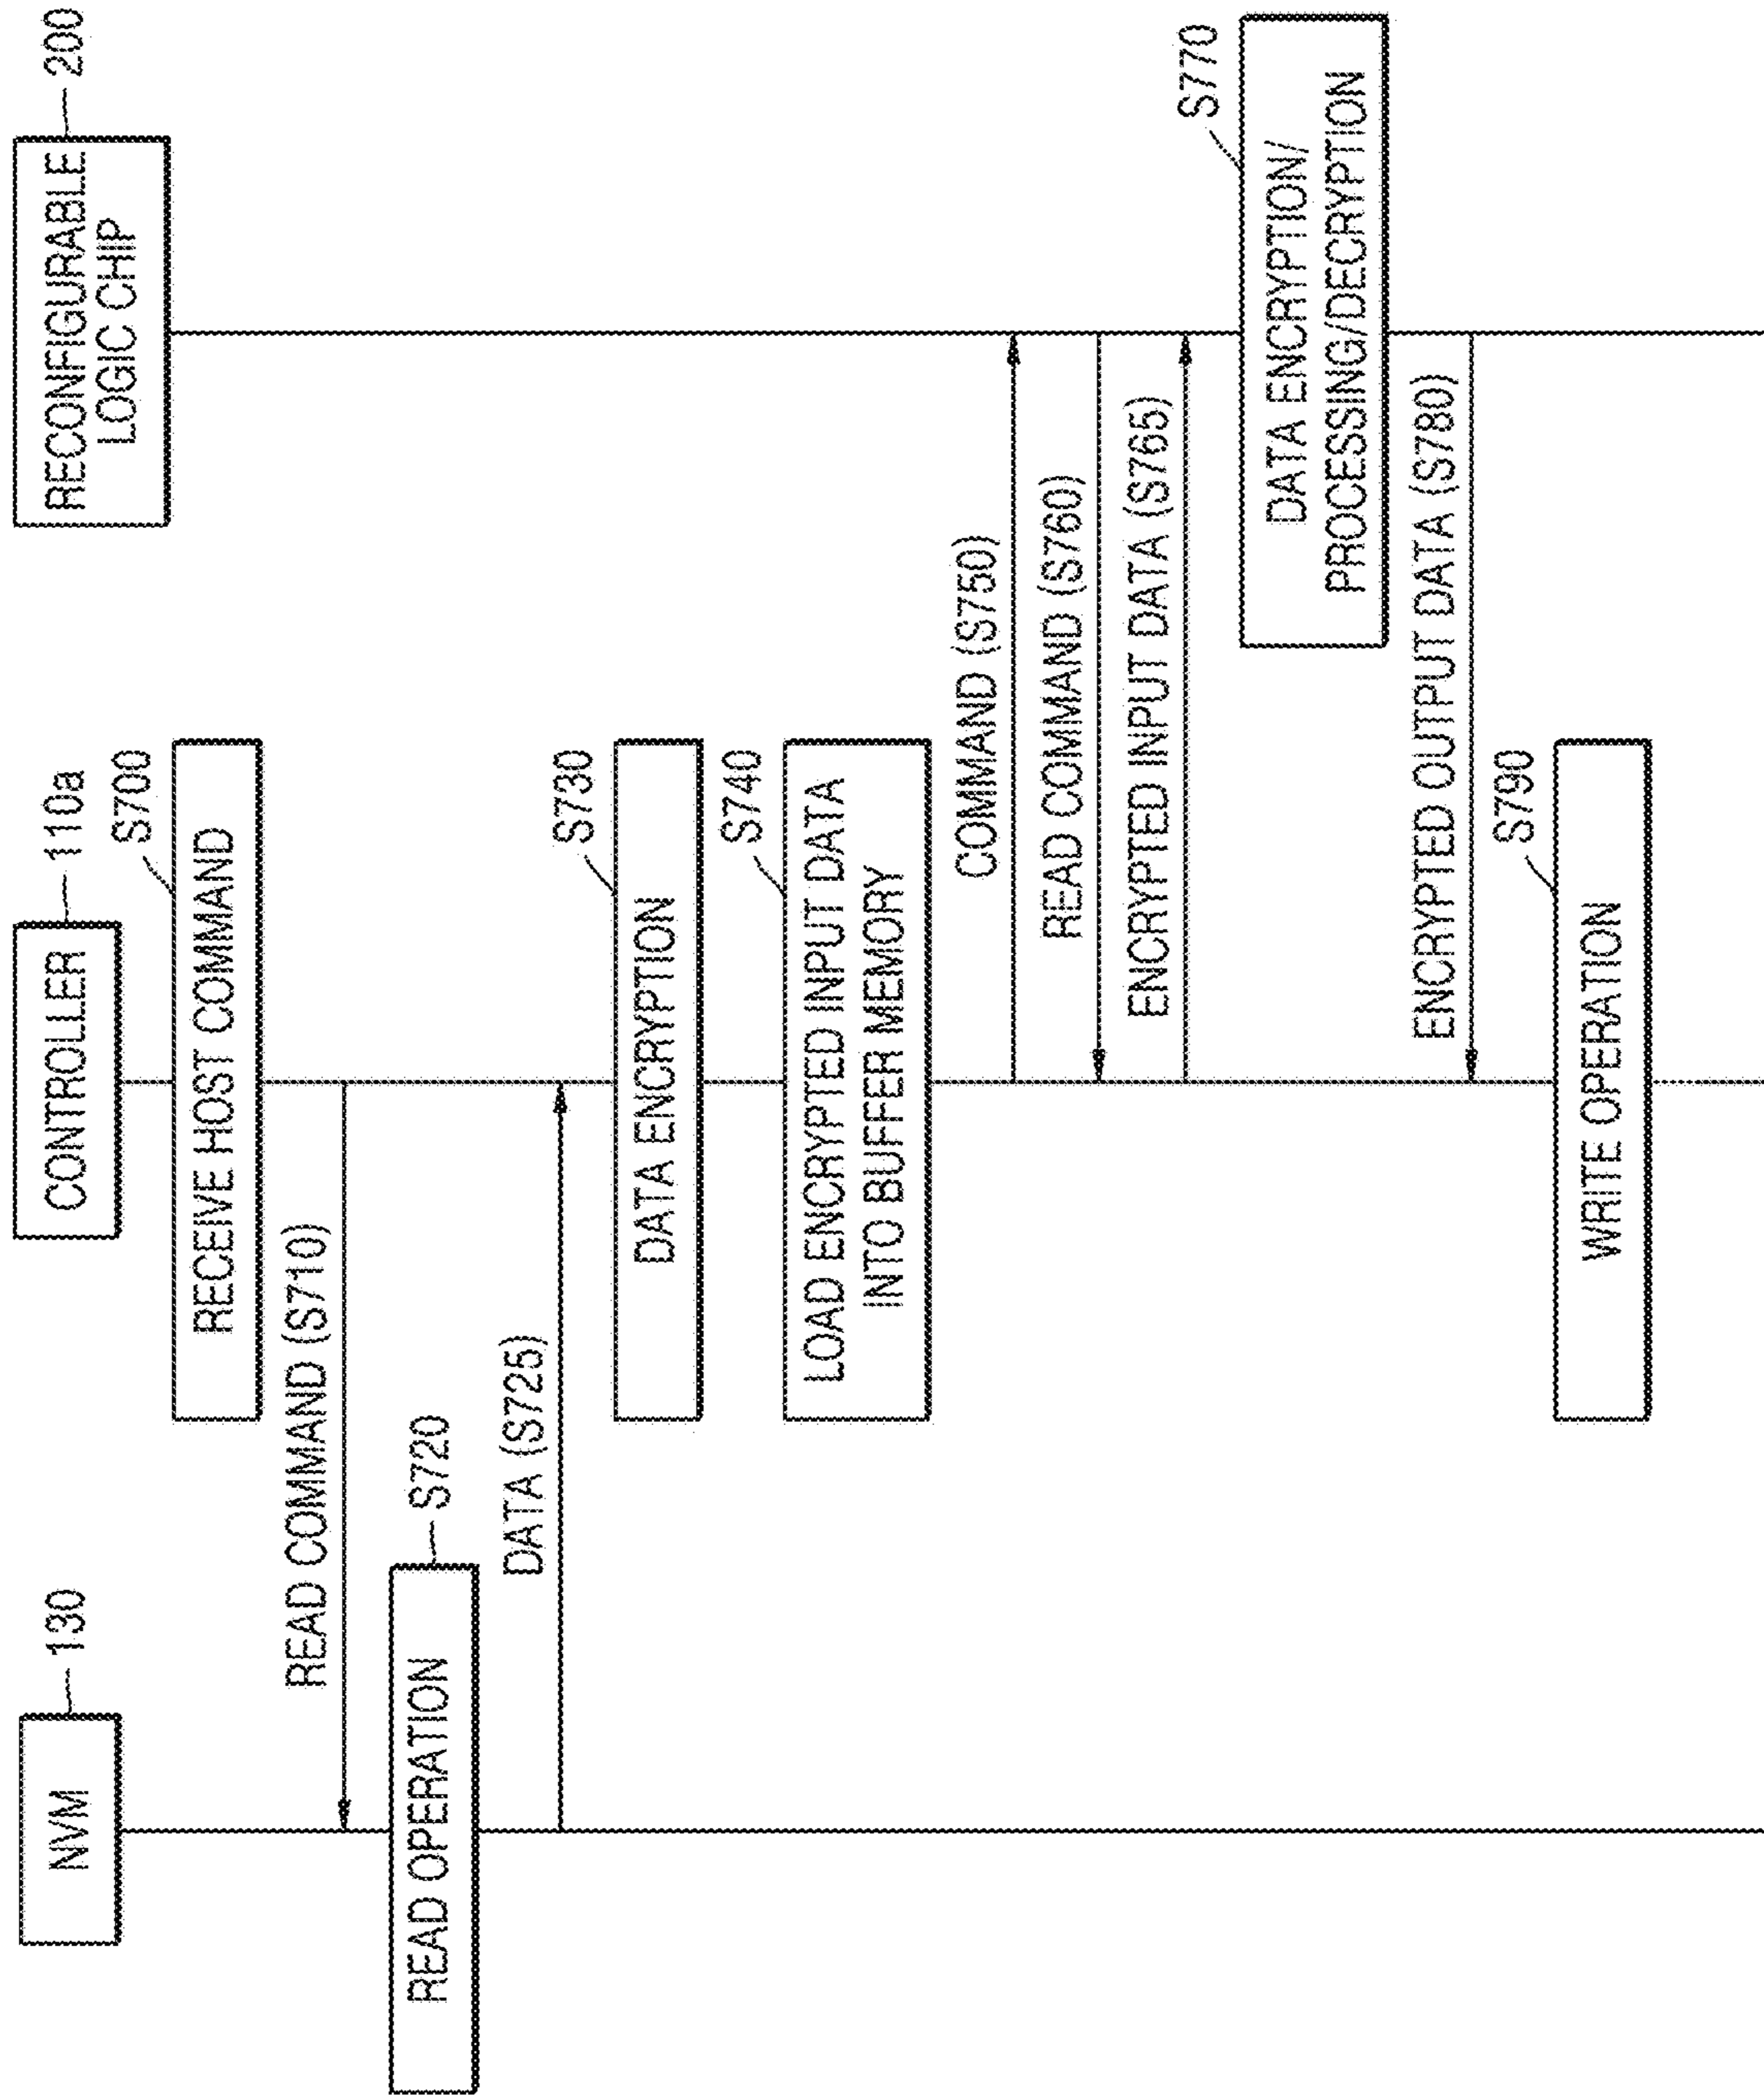 NVM
130
CONTROLLER
110a
RECONFIGURABLE
LOGIC CHIP
200
S700
RECEIVE HOST COMMAND
READ COMMAND (S710)
READ OPERATION
S720
DATA (S725)
S730
DATA ENCRYPTION
S740
LOAD ENCRYPTED INPUT DATA
INTO BUFFER MEMORY
COMMAND (S750)
READ COMMAND (S760)
ENCRYPTED INPUT DATA (S765)
S770
DATA ENCRYPTION/
PROCESSING/DECRYPTION
ENCRYPTED OUTPUT DATA (S780)
S790
WRITE OPERATION